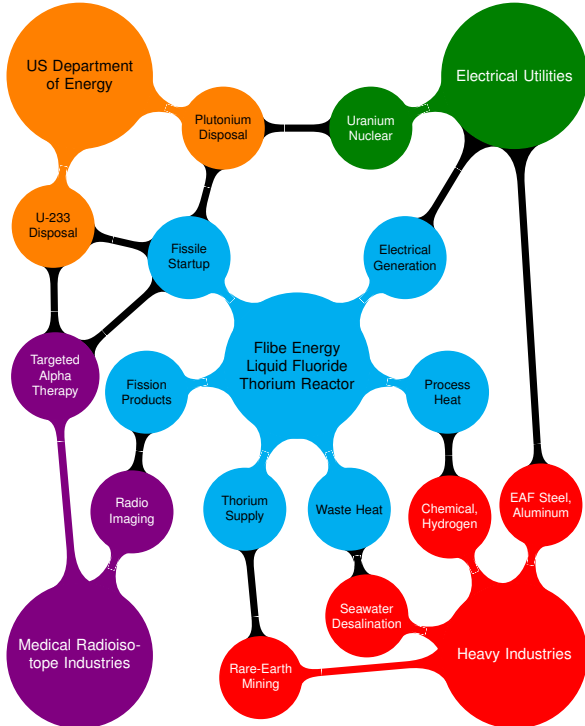 US Department
of Energy
Electrical Utilities
Plutonium
Disposal
Uranium
Nuclear
U-233
Disposal
Fissile
Startup
Electrical
Generation
Flibe Energy
Liquid Fluoride
Thorium Reactor
Targeted
Alpha
Therapy
Fission
Products
Process
Heat
Radio
Imaging
Thorium
Supply
Waste Heat
Chemical,
Hydrogen
EAF Steel,
Aluminum
Seawater
Desalination
Medical Radioiso-
tope Industries
Rare-Earth
Mining
Heavy Industries